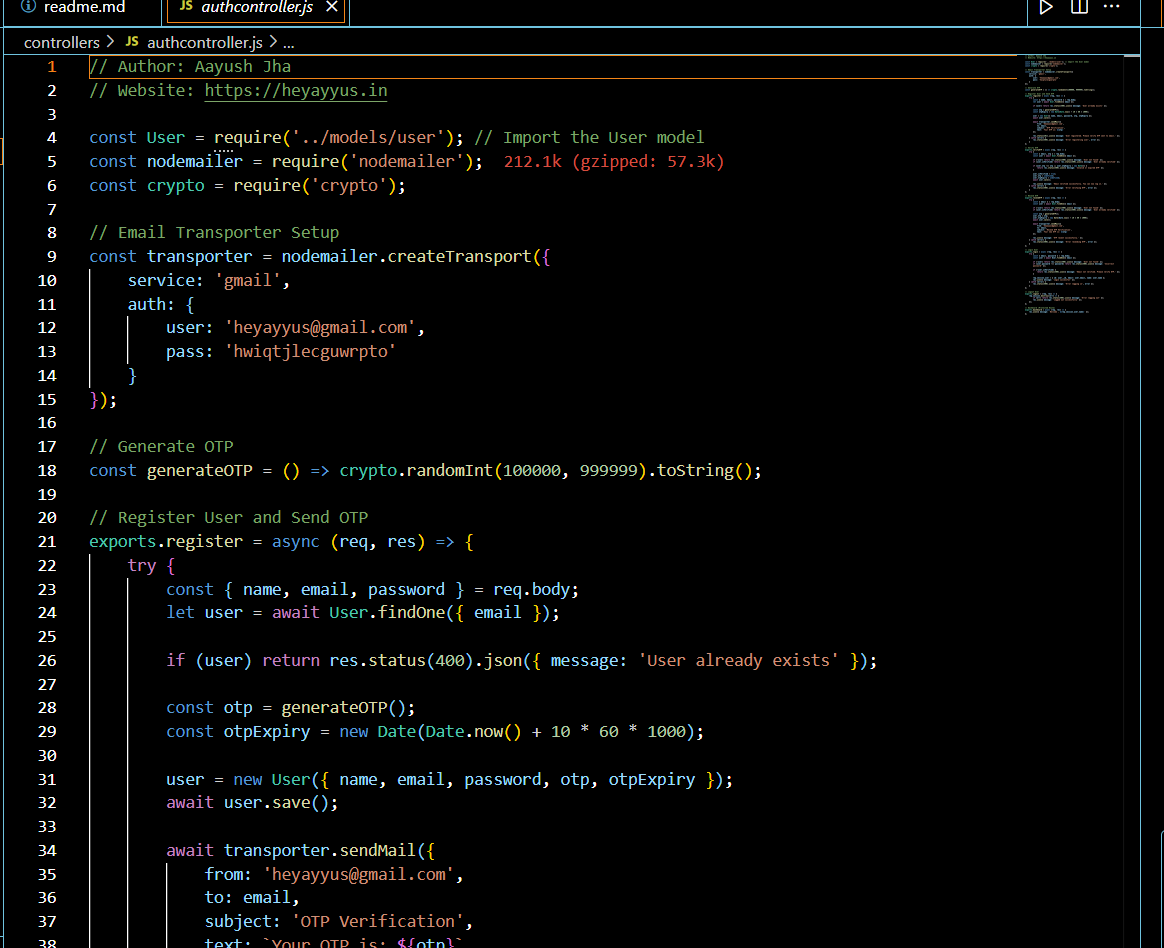 readme.md
JS authcontroller.js
controllers > JS authcontroller.js > ...
1 // Author: Aayush Jha
2 // Website: https://heyayyus.in
3
4 const User = require('../models/user'); // Import the User model
5 const nodemailer = require('nodemailer'); 212.1k (gzipped: 57.3k)
6 const crypto = require('crypto');
7
8 // Email Transporter Setup
9 const transporter = nodemailer.createTransport({
10 service: 'gmail',
11 auth: {
12 user: 'heyayyus@gmail.com',
13 pass: 'hwiqtjlecguwrpto'
14 }
15 });
16
17 // Generate OTP
18 const generateOTP = () => crypto.randomInt(100000, 999999).toString();
19
20 // Register User and Send OTP
21 exports.register = async (req, res) => {
22 try {
23 const { name, email, password } = req.body;
24 let user = await User.findOne({ email });
25
26 if (user) return res.status(400).json({ message: 'User already exists' });
27
28 const otp = generateOTP();
29 const otpExpiry = new Date(Date.now() + 10 * 60 * 1000);
30
31 user = new User({ name, email, password, otp, otpExpiry });
32 await user.save();
33
34 await transporter.sendMail({
35 from: 'heyayyus@gmail.com',
36 to: email,
37 subject: 'OTP Verification',
38 text: `Your OTP is: ${otp}`